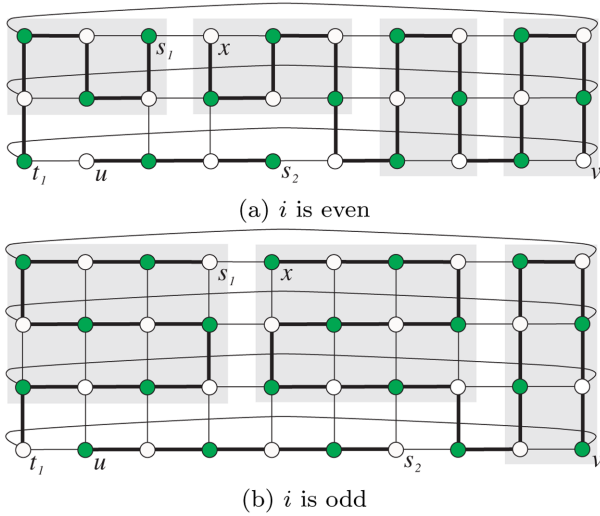 s1 x
t1 u s2 v
(a) i is even
s1 x
t1 u s2 v
(b) i is odd